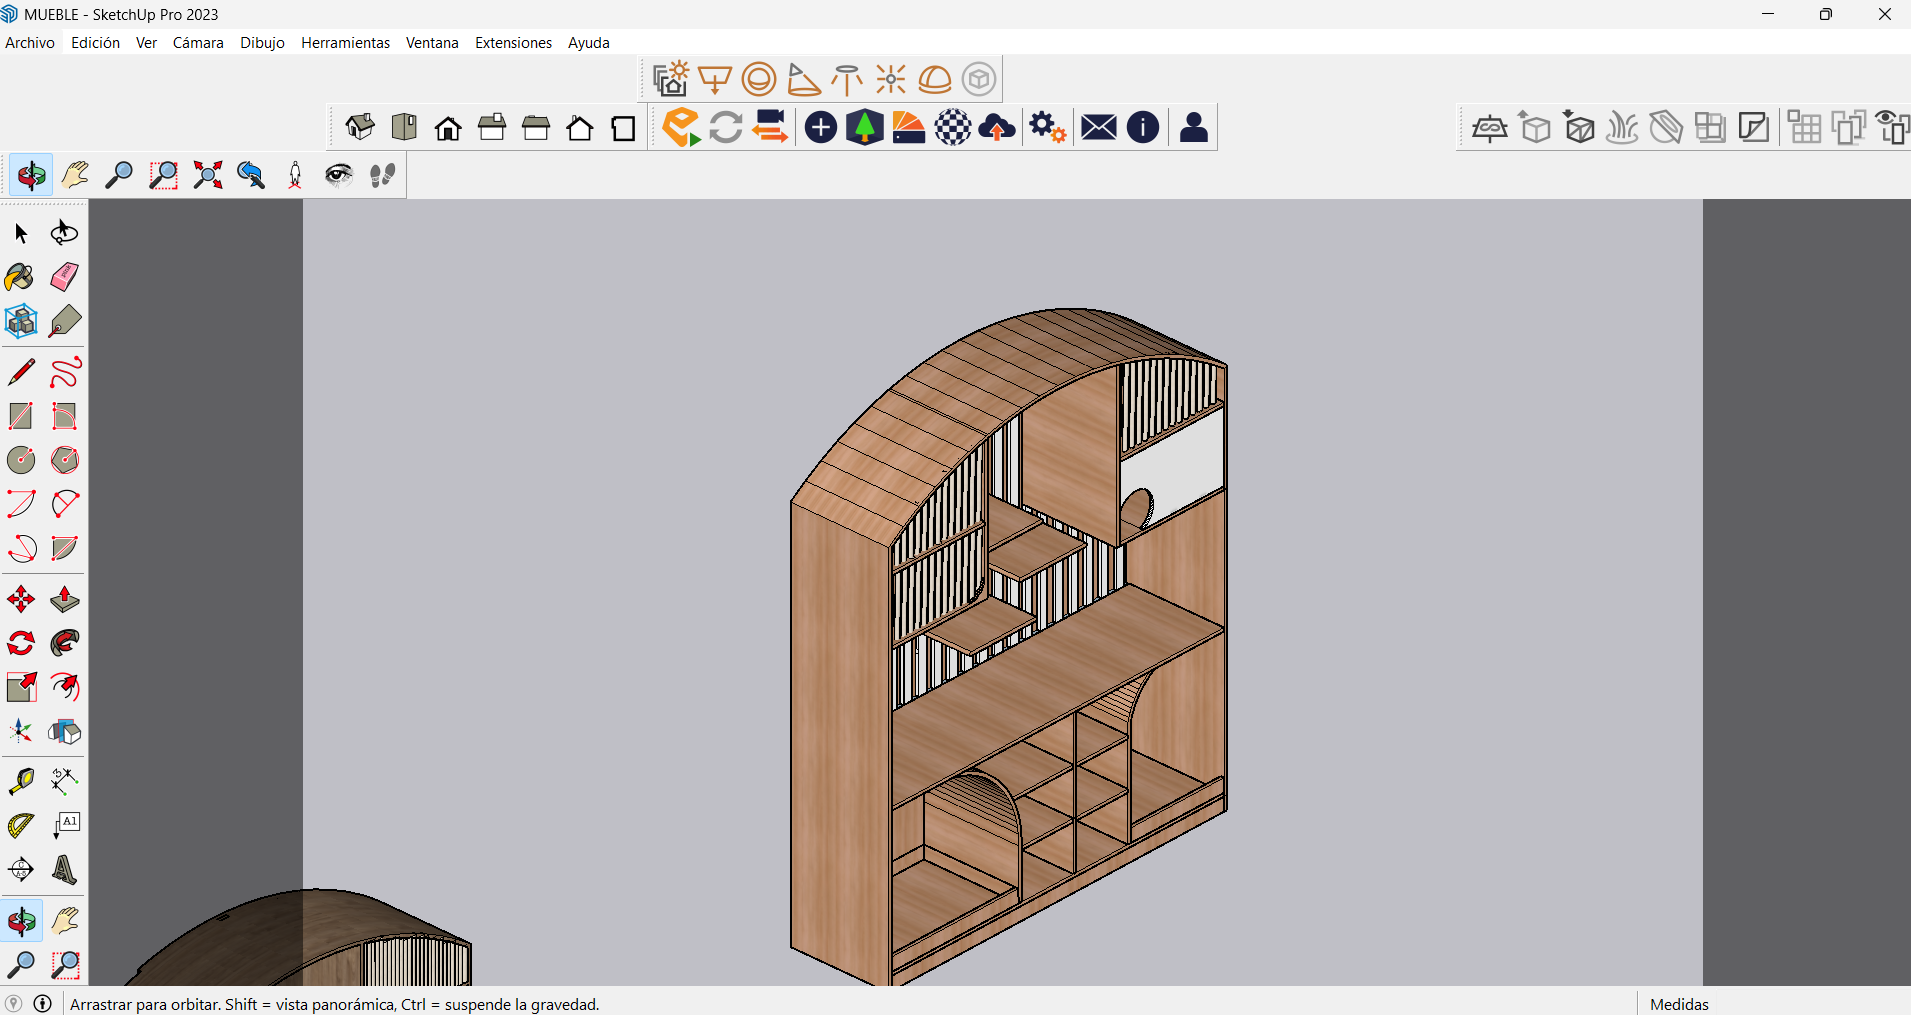 MUEBLE - SketchUp Pro 2023
Archivo Edición Ver Cámara Dibujo Herramientas Ventana Extensiones Ayuda
A1
Arrastrar para orbitar. Shift = vista panorámica, Ctrl = suspende la gravedad.
Medidas